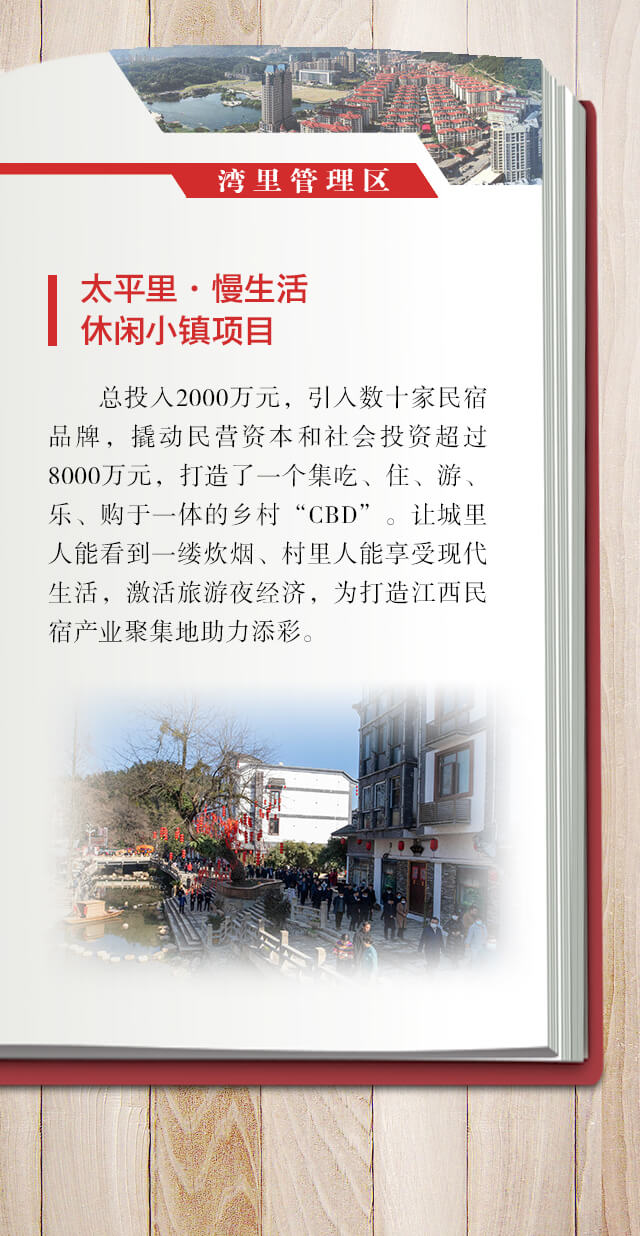 湾里管理区
太平里·慢生活
休闲小镇项目
总投入2000万元，引入数十家民宿
品牌，撬动民营资本和社会投资超过
8000万元，打造了一个集吃、住、游、
乐、购于一体的乡村“CBD”。让城里
人能看到一缕炊烟、村里人能享受现代
生活，激活旅游夜经济，为打造江西民
宿产业聚集地助力添彩。